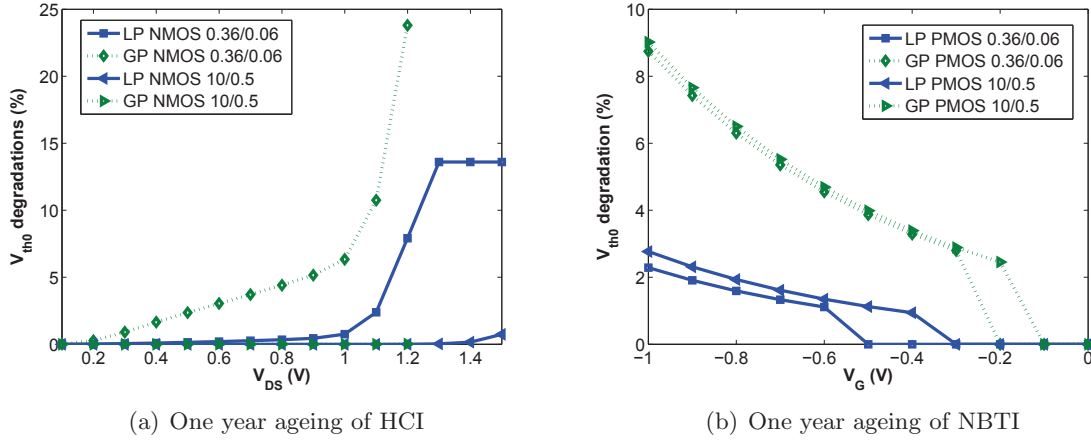 25
20
15
10
5
0
V_th0 degradations (%)
LP NMOS 0.36/0.06
GP NMOS 0.36/0.06
LP NMOS 10/0.5
GP NMOS 10/0.5
0.2 0.4 0.6 0.8 1 1.2 1.4
V_DS (V)
(a) One year ageing of HCI
10
8
6
4
2
0
V_th0 degradation (%)
LP PMOS 0.36/0.06
GP PMOS 0.36/0.06
LP PMOS 10/0.5
GP PMOS 10/0.5
−1 −0.8 −0.6 −0.4 −0.2 0
V_G (V)
(b) One year ageing of NBTI